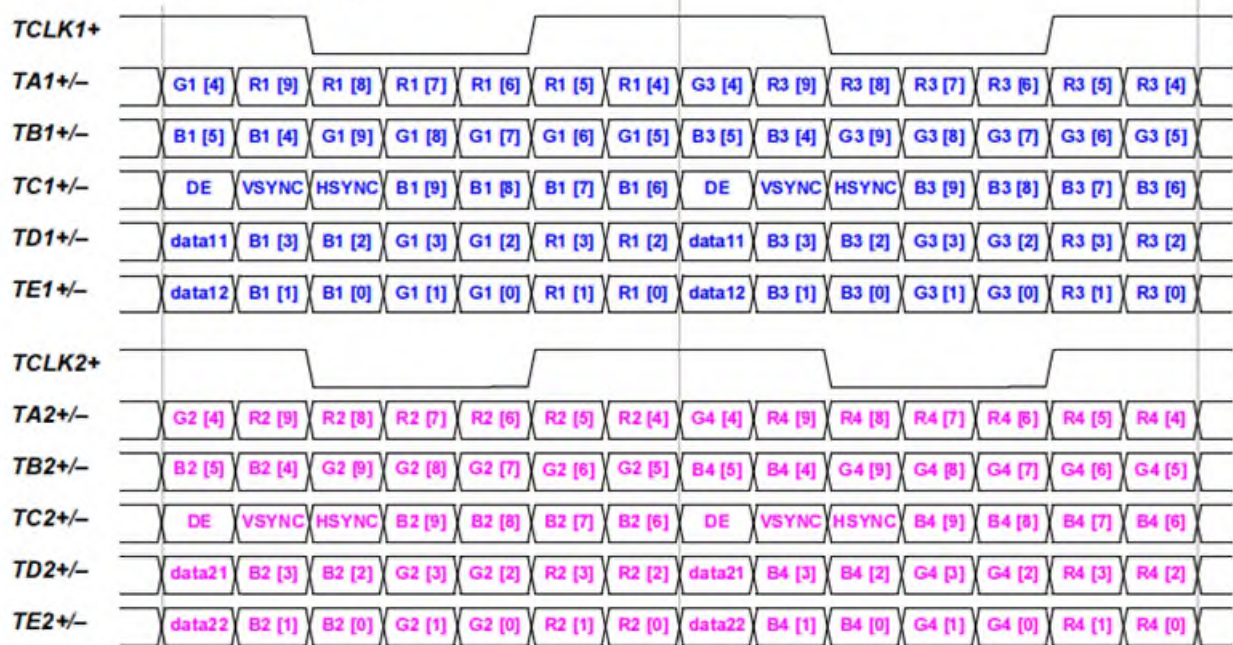 TCLK1+
TA1+/– G1 [4] R1 [9] R1 [8] R1 [7] R1 [6] R1 [5] R1 [4] G3 [4] R3 [9] R3 [8] R3 [7] R3 [6] R3 [5] R3 [4]
TB1+/– B1 [5] B1 [4] G1 [9] G1 [8] G1 [7] G1 [6] G1 [5] B3 [5] B3 [4] G3 [9] G3 [8] G3 [7] G3 [6] G3 [5]
TC1+/– DE VSYNC HSYNC B1 [9] B1 [8] B1 [7] B1 [6] DE VSYNC HSYNC B3 [9] B3 [8] B3 [7] B3 [6]
TD1+/– data11 B1 [3] B1 [2] G1 [3] G1 [2] R1 [3] R1 [2] data11 B3 [3] B3 [2] G3 [3] G3 [2] R3 [3] R3 [2]
TE1+/– data12 B1 [1] B1 [0] G1 [1] G1 [0] R1 [1] R1 [0] data12 B3 [1] B3 [0] G3 [1] G3 [0] R3 [1] R3 [0]
TCLK2+
TA2+/– G2 [4] R2 [9] R2 [8] R2 [7] R2 [6] R2 [5] R2 [4] G4 [4] R4 [9] R4 [8] R4 [7] R4 [6] R4 [5] R4 [4]
TB2+/– B2 [5] B2 [4] G2 [9] G2 [8] G2 [7] G2 [6] G2 [5] B4 [5] B4 [4] G4 [9] G4 [8] G4 [7] G4 [6] G4 [5]
TC2+/– DE VSYNC HSYNC B2 [9] B2 [8] B2 [7] B2 [6] DE VSYNC HSYNC B4 [9] B4 [8] B4 [7] B4 [6]
TD2+/– data21 B2 [3] B2 [2] G2 [3] G2 [2] R2 [3] R2 [2] data21 B4 [3] B4 [2] G4 [3] G4 [2] R4 [3] R4 [2]
TE2+/– data22 B2 [1] B2 [0] G2 [1] G2 [0] R2 [1] R2 [0] data22 B4 [1] B4 [0] G4 [1] G4 [0] R4 [1] R4 [0]